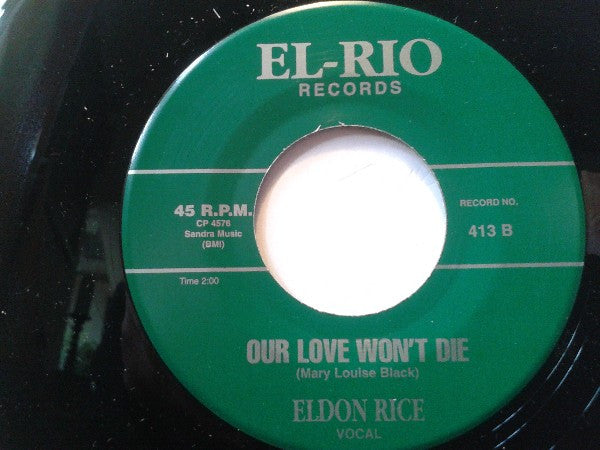 EL-RIO
RECORDS
45 R.P.M.
CP 4576
Sandra Music
(BMI)
RECORD NO.
413 B
Time 2:00
OUR LOVE WON'T DIE
(Mary Louise Black)
ELDON RICE
VOCAL